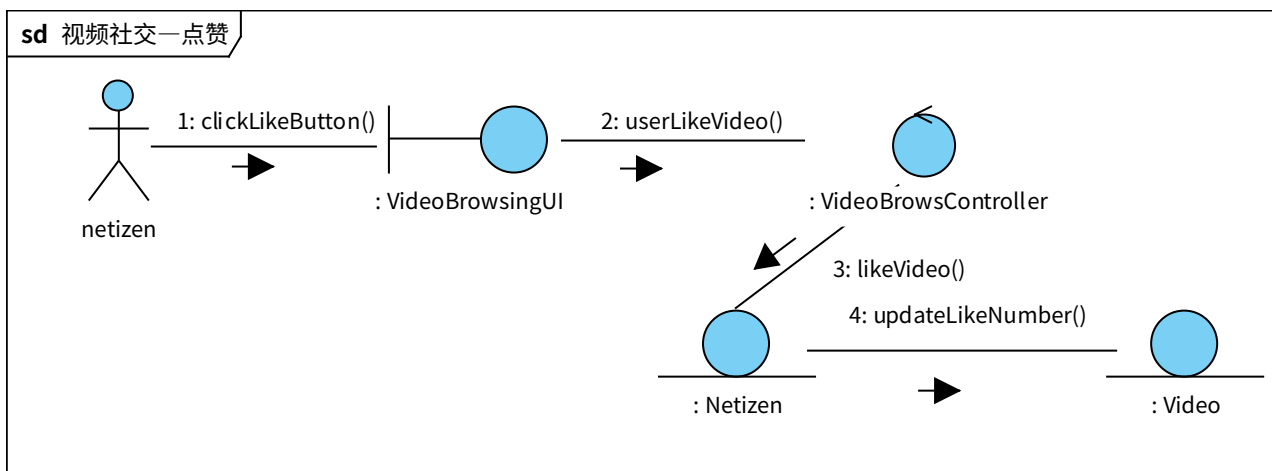 sd 视频社交—点赞
1: clickLikeButton()
2: userLikeVideo()
: VideoBrowsingUI
: VideoBrowsController
netizen
3: likeVideo()
4: updateLikeNumber()
: Netizen
: Video